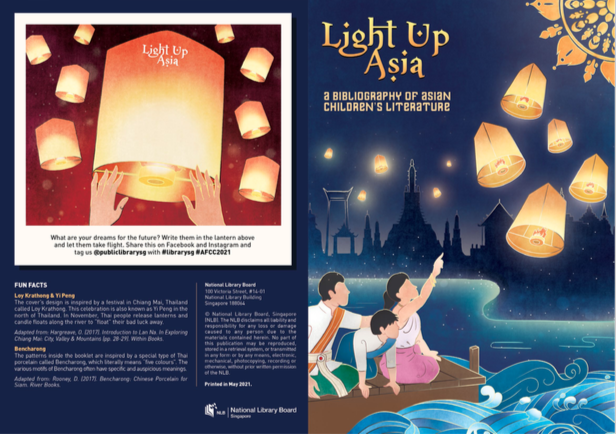 Light Up
Asia
What are your dreams for the future? Write them in the lantern above
and let them take flight. Share this on Facebook and Instagram and
tag us @publiclibrarysg with #librarysg #AFCC2021
FUN FACTS
Loy Krathong & Yi Peng
The cover's design is inspired by a festival in Chiang Mai, Thailand
called Loy Krathong. This celebration is also known as Yi Peng in the
north of Thailand. In November, Thai people release lanterns and
candle floats along the river to "float" their bad luck away.
Adapted from: Hargreave, D. (2017). Introduction to Lan Na. In Exploring
Chiang Mai: City, Valley & Mountains (pp. 28-29). Within Books.
Bencharong
The patterns inside the booklet are inspired by a special type of Thai
porcelain called Bencharong, which literally means, "five colours". The
various motifs of Bencharong often have specific and auspicious meanings.
Adapted from: Rooney, D. (2017). Bencharong: Chinese Porcelain for
Siam. River Books.
National Library Board
100 Victoria Street, #14-01
National Library Building
Singapore 188064
© National Library Board, Singapore
(NLB). The NLB disclaims all liability and
responsibility for any loss or damage
caused to any person due to the
materials contained herein. No part of
this publication may be reproduced,
stored in a retrieval system, or transmitted
in any form or by any means, electronic,
mechanical, photocopying, recording or
otherwise, without prior written permission
of the NLB.
Printed in May 2021.
NLB National Library Board
Singapore
Light Up
Asia
A BIBLIOGRAPHY OF ASIAN
CHILDREN'S LITERATURE